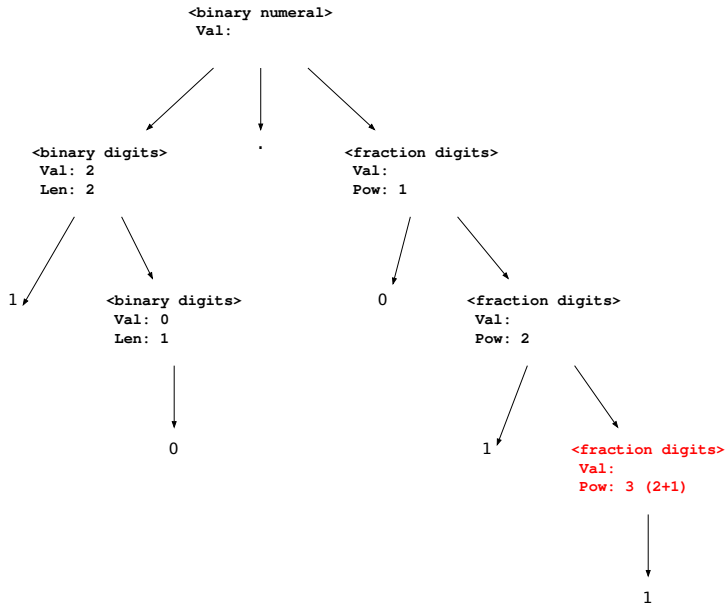 <binary numeral>
Val:
<binary digits>
Val: 2
Len: 2
.
<fraction digits>
Val:
Pow: 1
1
<binary digits>
Val: 0
Len: 1
0
<fraction digits>
Val:
Pow: 2
0
1
<fraction digits>
Val:
Pow: 3 (2+1)
1